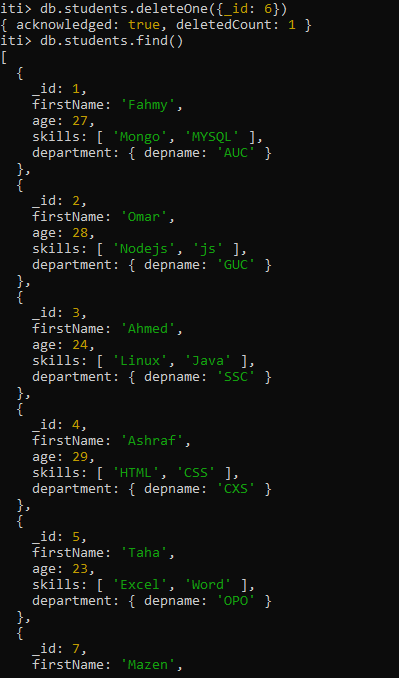 iti> db.students.deleteOne({_id: 6})
{ acknowledged: true, deletedCount: 1 }
iti> db.students.find()
[
  {
    _id: 1,
    firstName: 'Fahmy',
    age: 27,
    skills: [ 'Mongo', 'MYSQL' ],
    department: { depname: 'AUC' }
  },
  {
    _id: 2,
    firstName: 'Omar',
    age: 28,
    skills: [ 'Nodejs', 'js' ],
    department: { depname: 'GUC' }
  },
  {
    _id: 3,
    firstName: 'Ahmed',
    age: 24,
    skills: [ 'Linux', 'Java' ],
    department: { depname: 'SSC' }
  },
  {
    _id: 4,
    firstName: 'Ashraf',
    age: 29,
    skills: [ 'HTML', 'CSS' ],
    department: { depname: 'CXS' }
  },
  {
    _id: 5,
    firstName: 'Taha',
    age: 23,
    skills: [ 'Excel', 'Word' ],
    department: { depname: 'OPO' }
  },
  {
    _id: 7,
    firstName: 'Mazen',